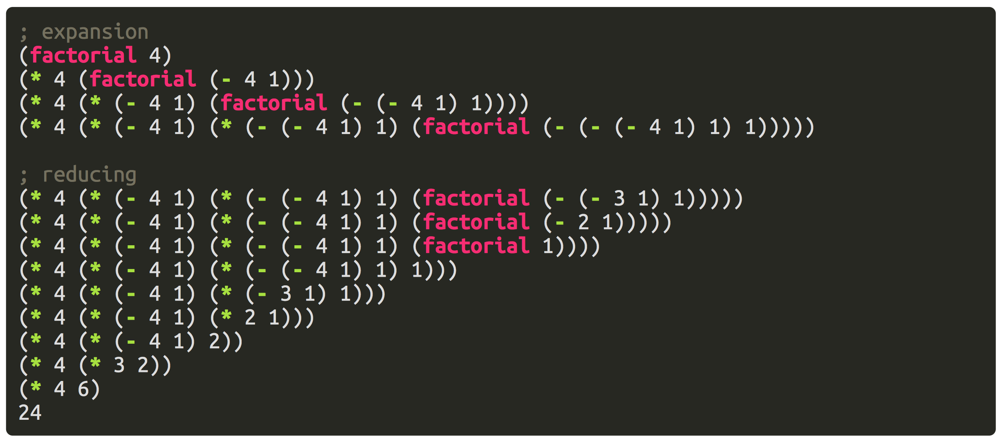 ; expansion
(factorial 4)
(* 4 (factorial (- 4 1)))
(* 4 (* (- 4 1) (factorial (- (- 4 1) 1))))
(* 4 (* (- 4 1) (* (- (- 4 1) 1) (factorial (- (- (- 4 1) 1) 1)))))
; reducing
(* 4 (* (- 4 1) (* (- (- 4 1) 1) (factorial (- (- 3 1) 1)))))
(* 4 (* (- 4 1) (* (- (- 4 1) 1) (factorial (- 2 1)))))
(* 4 (* (- 4 1) (* (- (- 4 1) 1) (factorial 1))))
(* 4 (* (- 4 1) (* (- (- 4 1) 1) 1)))
(* 4 (* (- 4 1) (* (- 3 1) 1)))
(* 4 (* (- 4 1) (* 2 1)))
(* 4 (* (- 4 1) 2))
(* 4 (* 3 2))
(* 4 6)
24